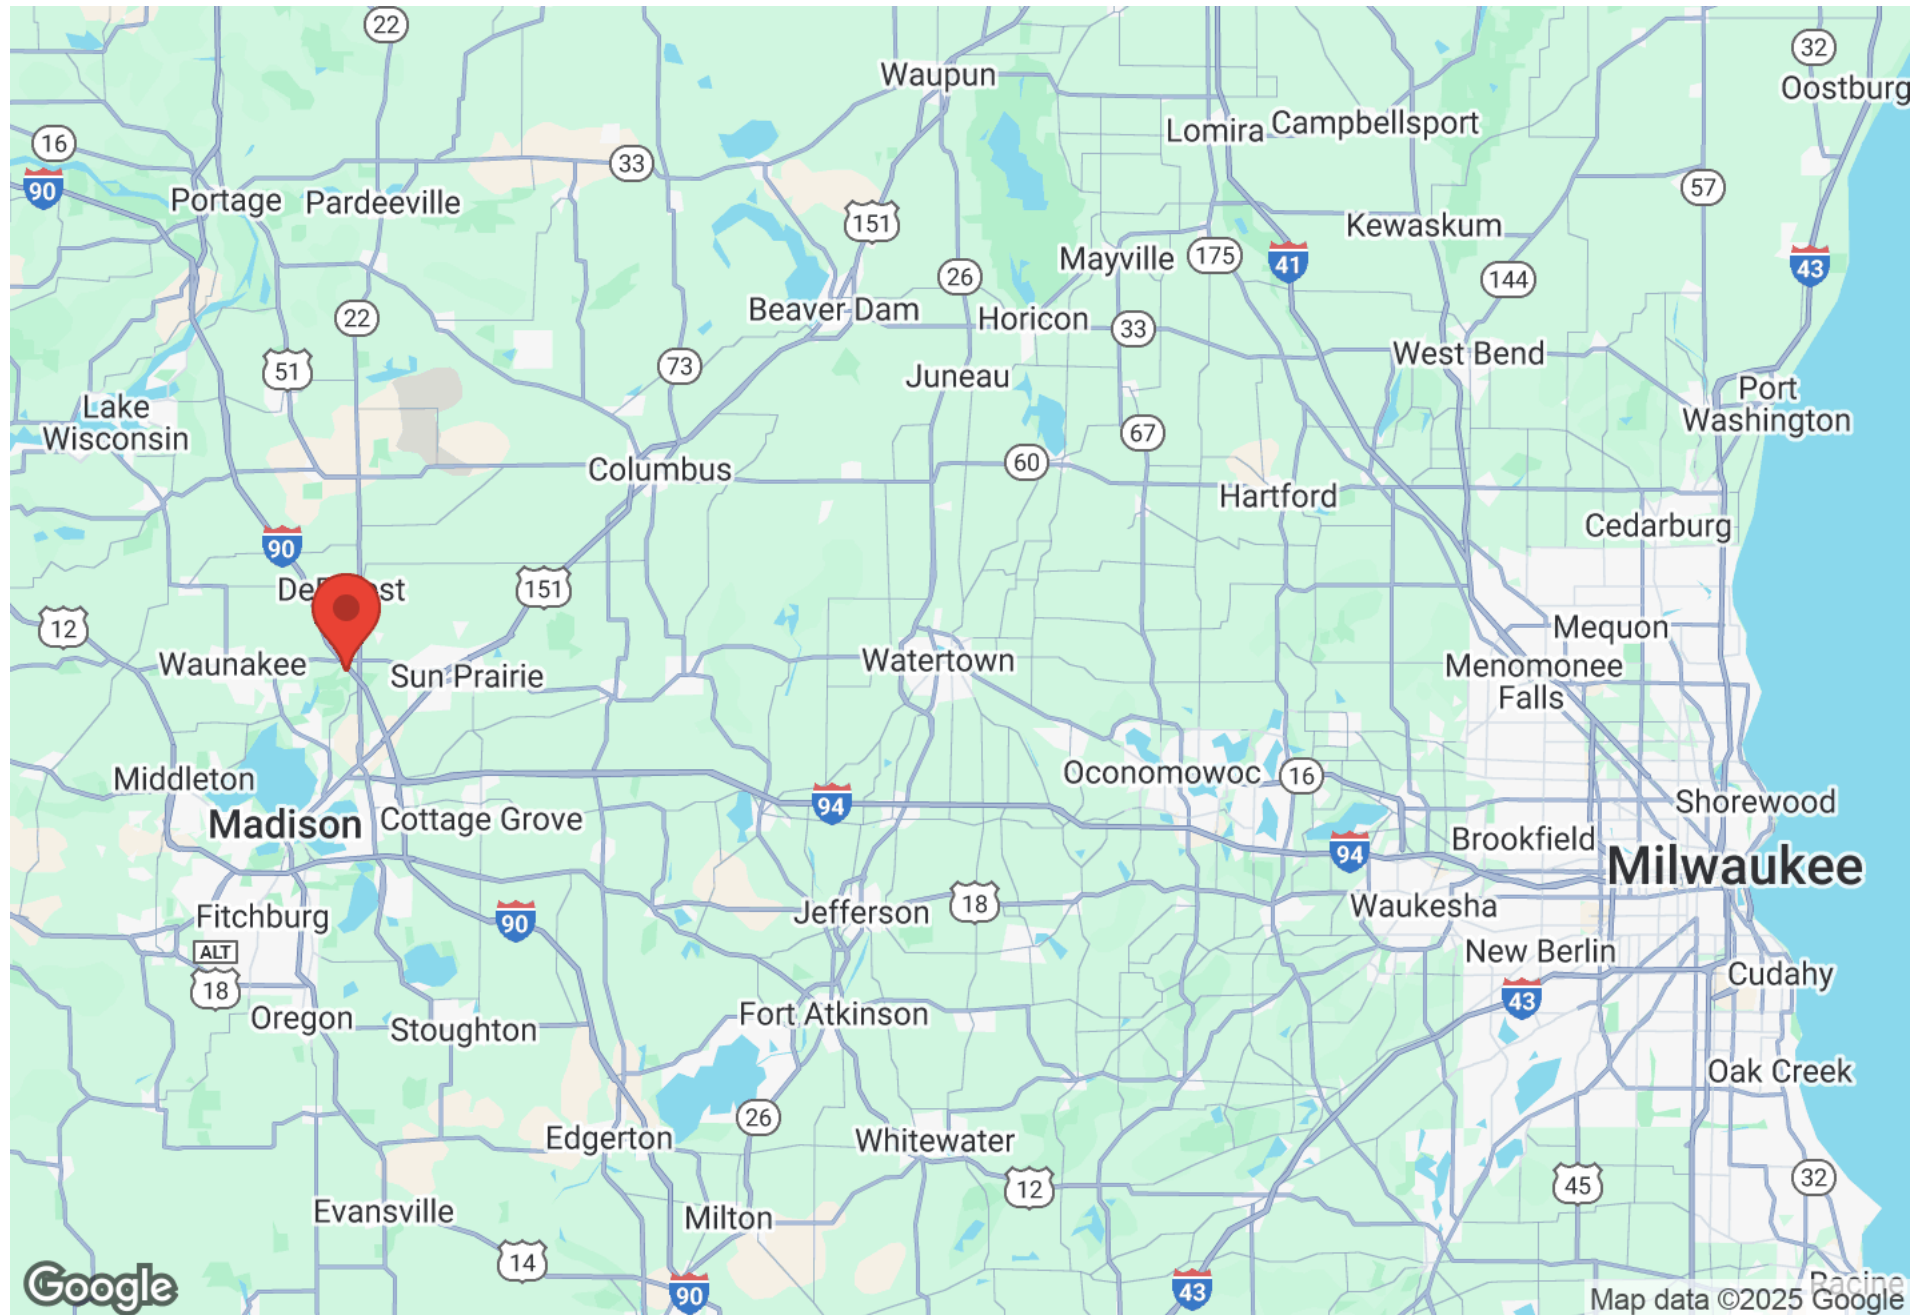 22
Waupun
32
Oostburg
Lomira
Campbellsport
16
33
90
Portage
Pardeeville
57
151
Kewaskum
Mayville
175
41
43
26
144
Beaver Dam
Horicon
33
22
51
73
West Bend
Juneau
Port
Washington
Lake
Wisconsin
67
60
Columbus
Hartford
Cedarburg
90
151
12
Mequon
Waunakee
Sun Prairie
Watertown
Menomonee
Falls
Middleton
Oconomowoc
16
94
Shorewood
Madison
Cottage Grove
94
Brookfield
Milwaukee
Fitchburg
90
Jefferson
18
Waukesha
ALT
18
New Berlin
Cudahy
43
Oregon
Stoughton
Fort Atkinson
Oak Creek
26
Edgerton
Whitewater
12
45
32
Evansville
Milton
14
Google
90
43
Racine
Map data ©2025 Google